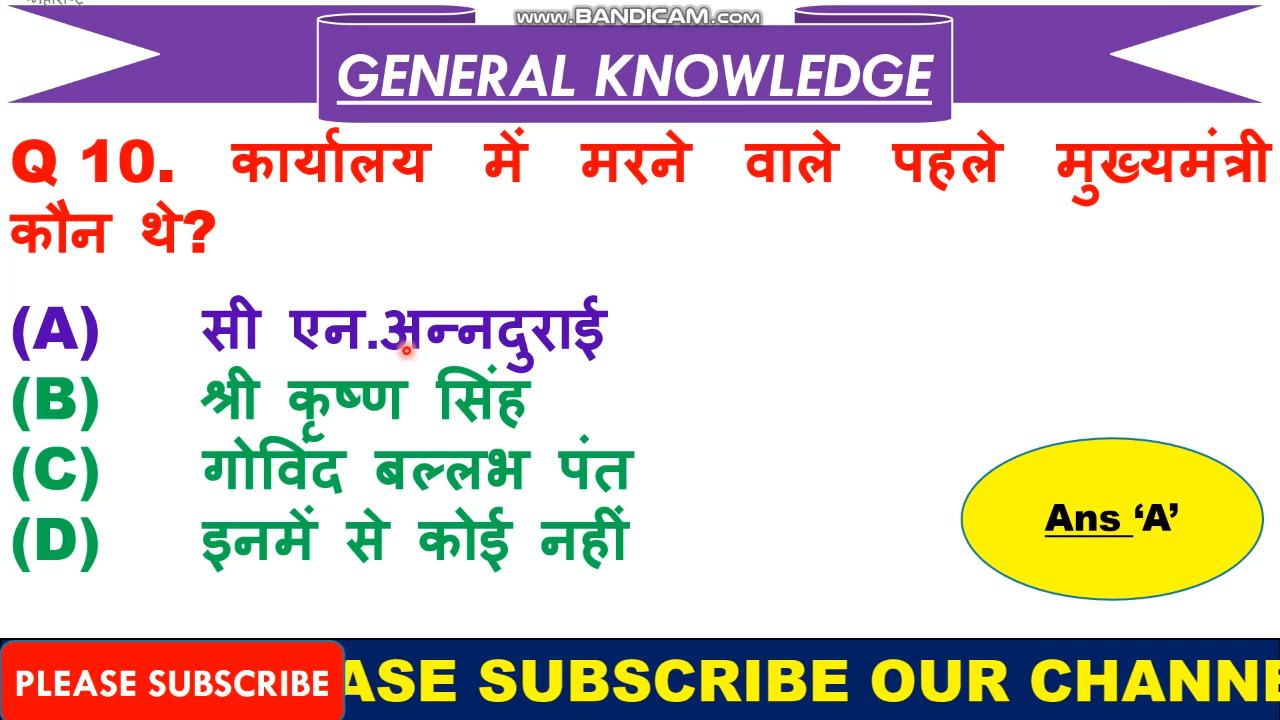 महाराष्ट्र
www.BANDICAM.com
GENERAL KNOWLEDGE
Q 10. कार्यालय में मरने वाले पहले मुख्यमंत्री
कौन थे?
(A) सी एन.अन्नदुराई
(B) श्री कृष्ण सिंह
(C) गोविंद बल्लभ पंत
(D) इनमें से कोई नहीं
Ans ‘A’
PLEASE SUBSCRIBE
ASE SUBSCRIBE OUR CHANNE